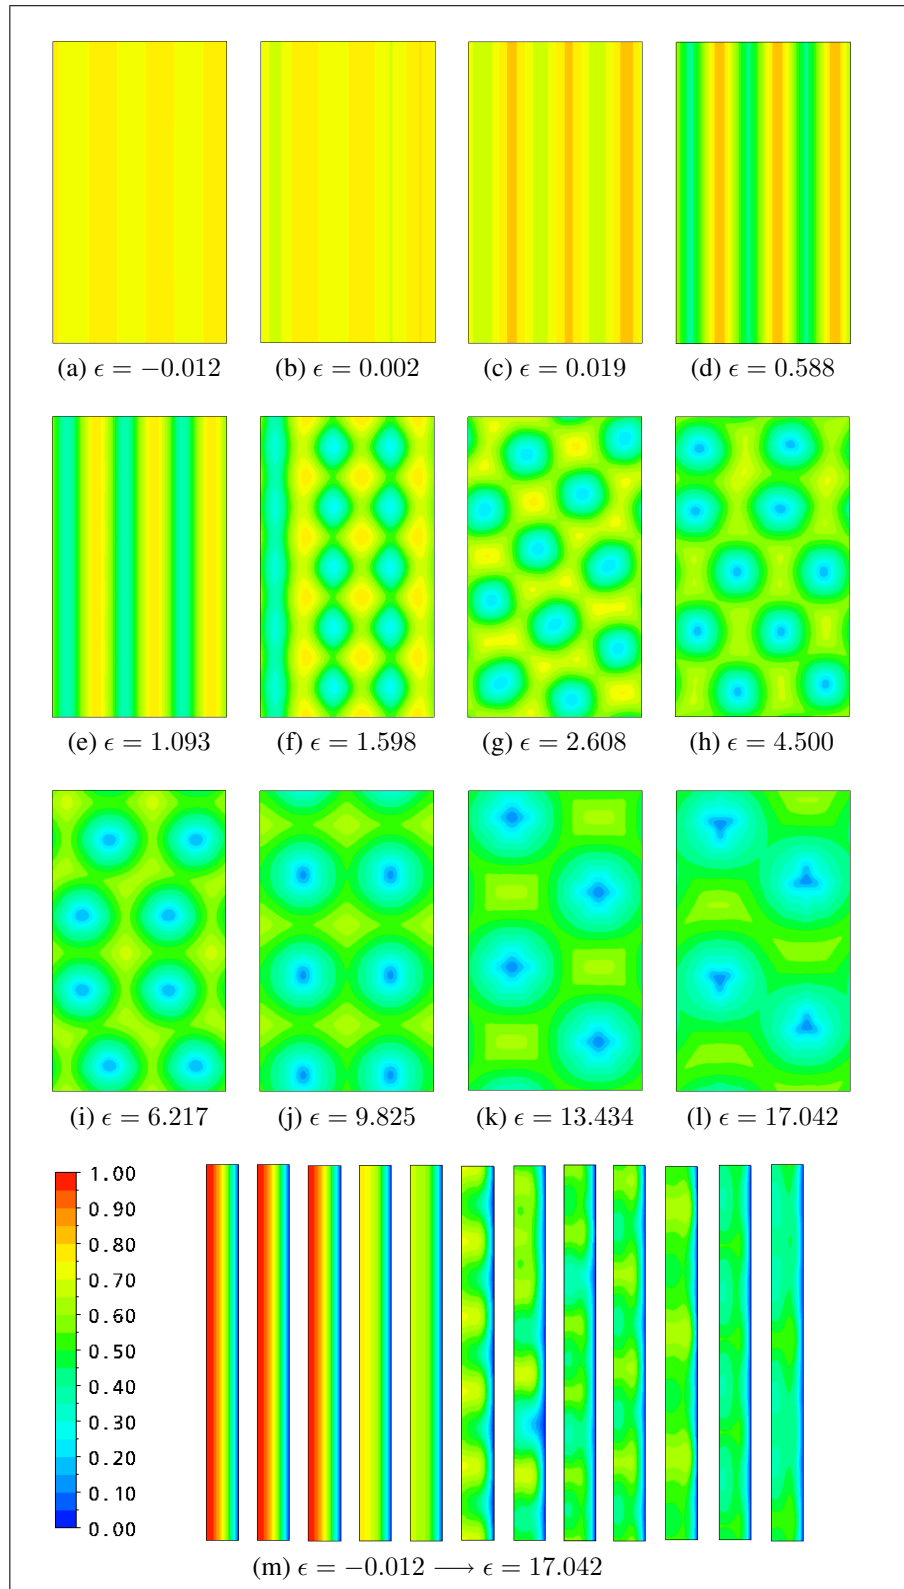 (a) ϵ = −0.012 (b) ϵ = 0.002 (c) ϵ = 0.019 (d) ϵ = 0.588
(e) ϵ = 1.093 (f) ϵ = 1.598 (g) ϵ = 2.608 (h) ϵ = 4.500
(i) ϵ = 6.217 (j) ϵ = 9.825 (k) ϵ = 13.434 (l) ϵ = 17.042
1.00
0.90
0.80
0.70
0.60
0.50
0.40
0.30
0.20
0.10
0.00
(m) ϵ = −0.012 ⟶ ϵ = 17.042